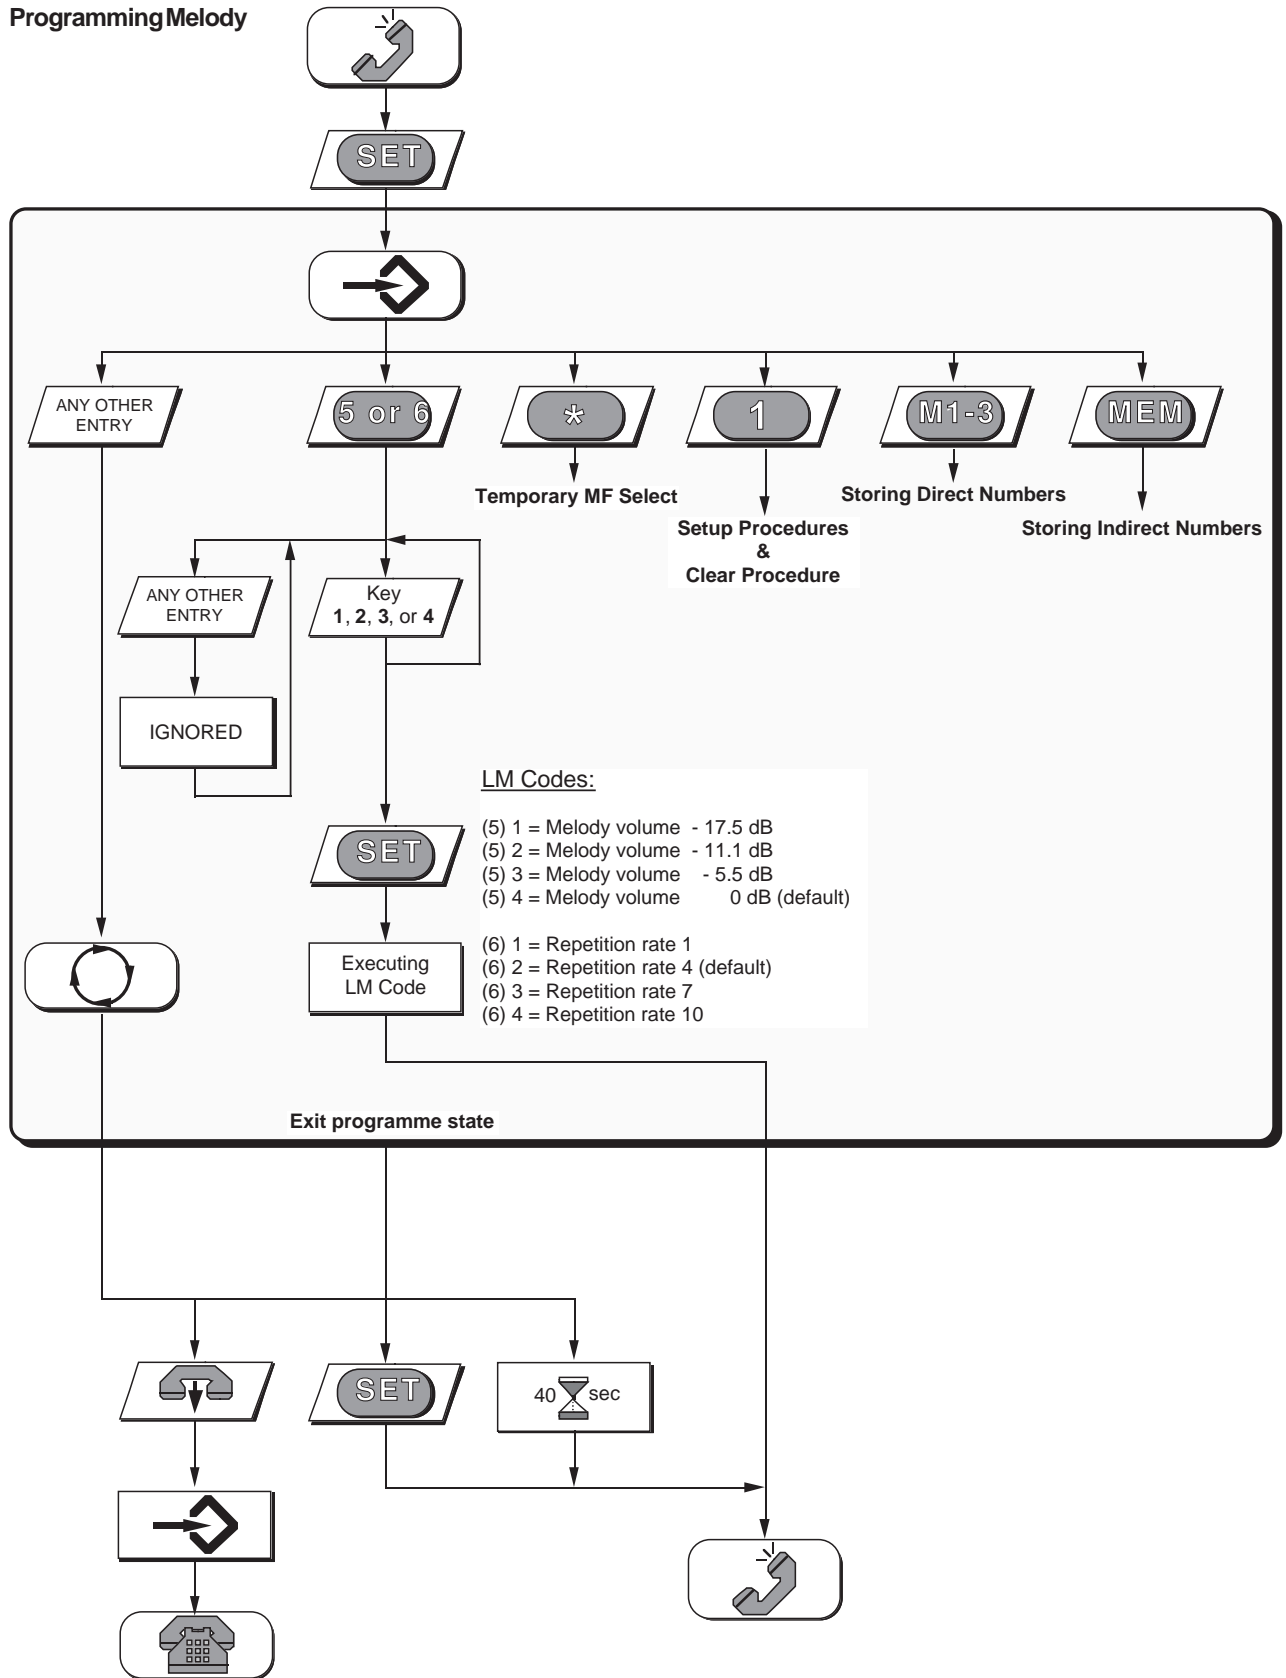 Programming Melody
SET
ANY OTHER
ENTRY
5 or 6
*
1
M1-3
MEM
Temporary MF Select
Setup Procedures
&
Clear Procedure
Storing Direct Numbers
Storing Indirect Numbers
ANY OTHER
ENTRY
Key
1, 2, 3, or 4
IGNORED
SET
Executing
LM Code
LM Codes:
(5) 1 = Melody volume - 17.5 dB
(5) 2 = Melody volume - 11.1 dB
(5) 3 = Melody volume - 5.5 dB
(5) 4 = Melody volume 0 dB (default)
(6) 1 = Repetition rate 1
(6) 2 = Repetition rate 4 (default)
(6) 3 = Repetition rate 7
(6) 4 = Repetition rate 10
Exit programme state
SET
40 sec